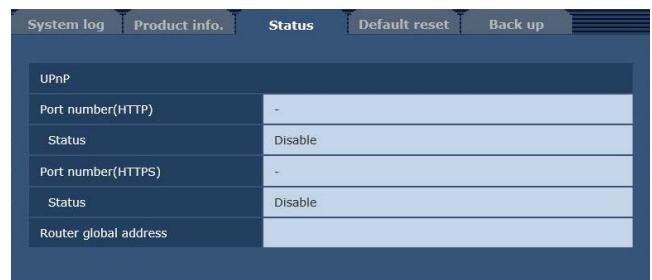 System log Product info. Status Default reset Back up
UPnP
Port number(HTTP) -
Status Disable
Port number(HTTPS) -
Status Disable
Router global address